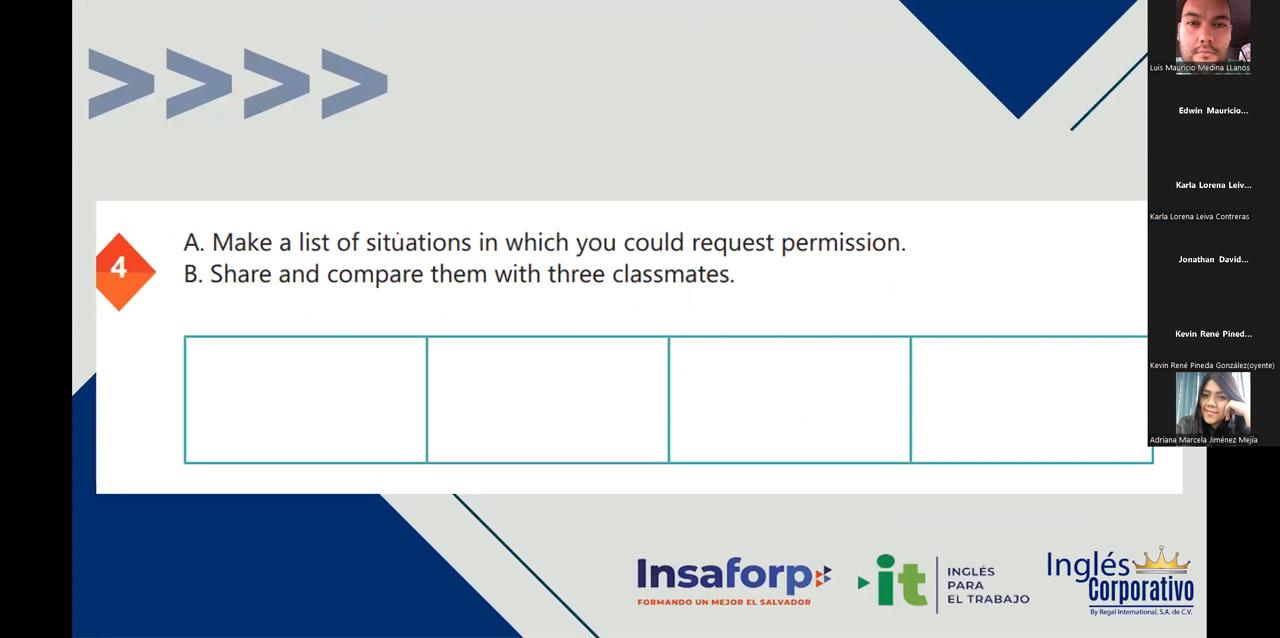 >>>>
4
A. Make a list of situations in which you could request permission.
B. Share and compare them with three classmates.
Luis Mauricio Medina LLanos
Edwin Mauricio...
Karla Lorena Leiv...
Karla Lorena Leiva Contreras
Jonathan David...
Kevin René Pined...
Kevin René Pineda González(oyente)
Adriana Marcela Jiménez Mejía
Insaforp
FORMANDO UN MEJOR EL SALVADOR
it
INGLÉS
PARA
EL TRABAJO
Inglés
Corporativo
By Regal International, S.A. de C.V.